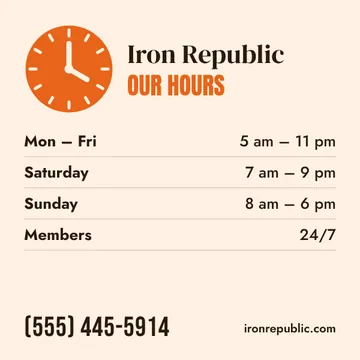 Iron Republic
OUR HOURS
Mon – Fri 5 am – 11 pm
Saturday 7 am – 9 pm
Sunday 8 am – 6 pm
Members 24/7
(555) 445-5914 ironrepublic.com